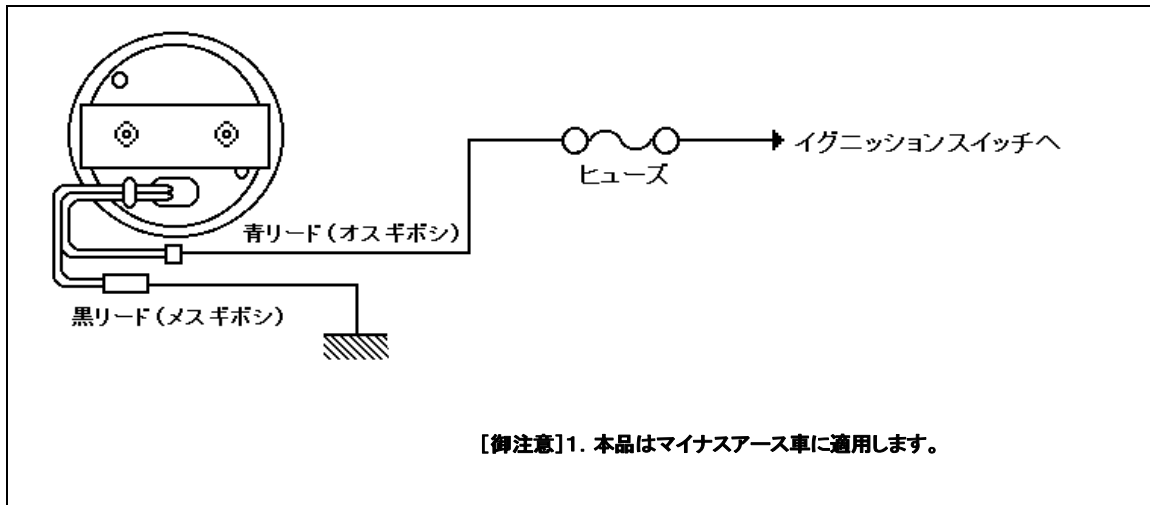 イグニッションスイッチへ
ヒューズ
青リード(オスギボシ)
黒リード(メスギボシ)
[御注意]1. 本品はマイナスアース車に適用します。